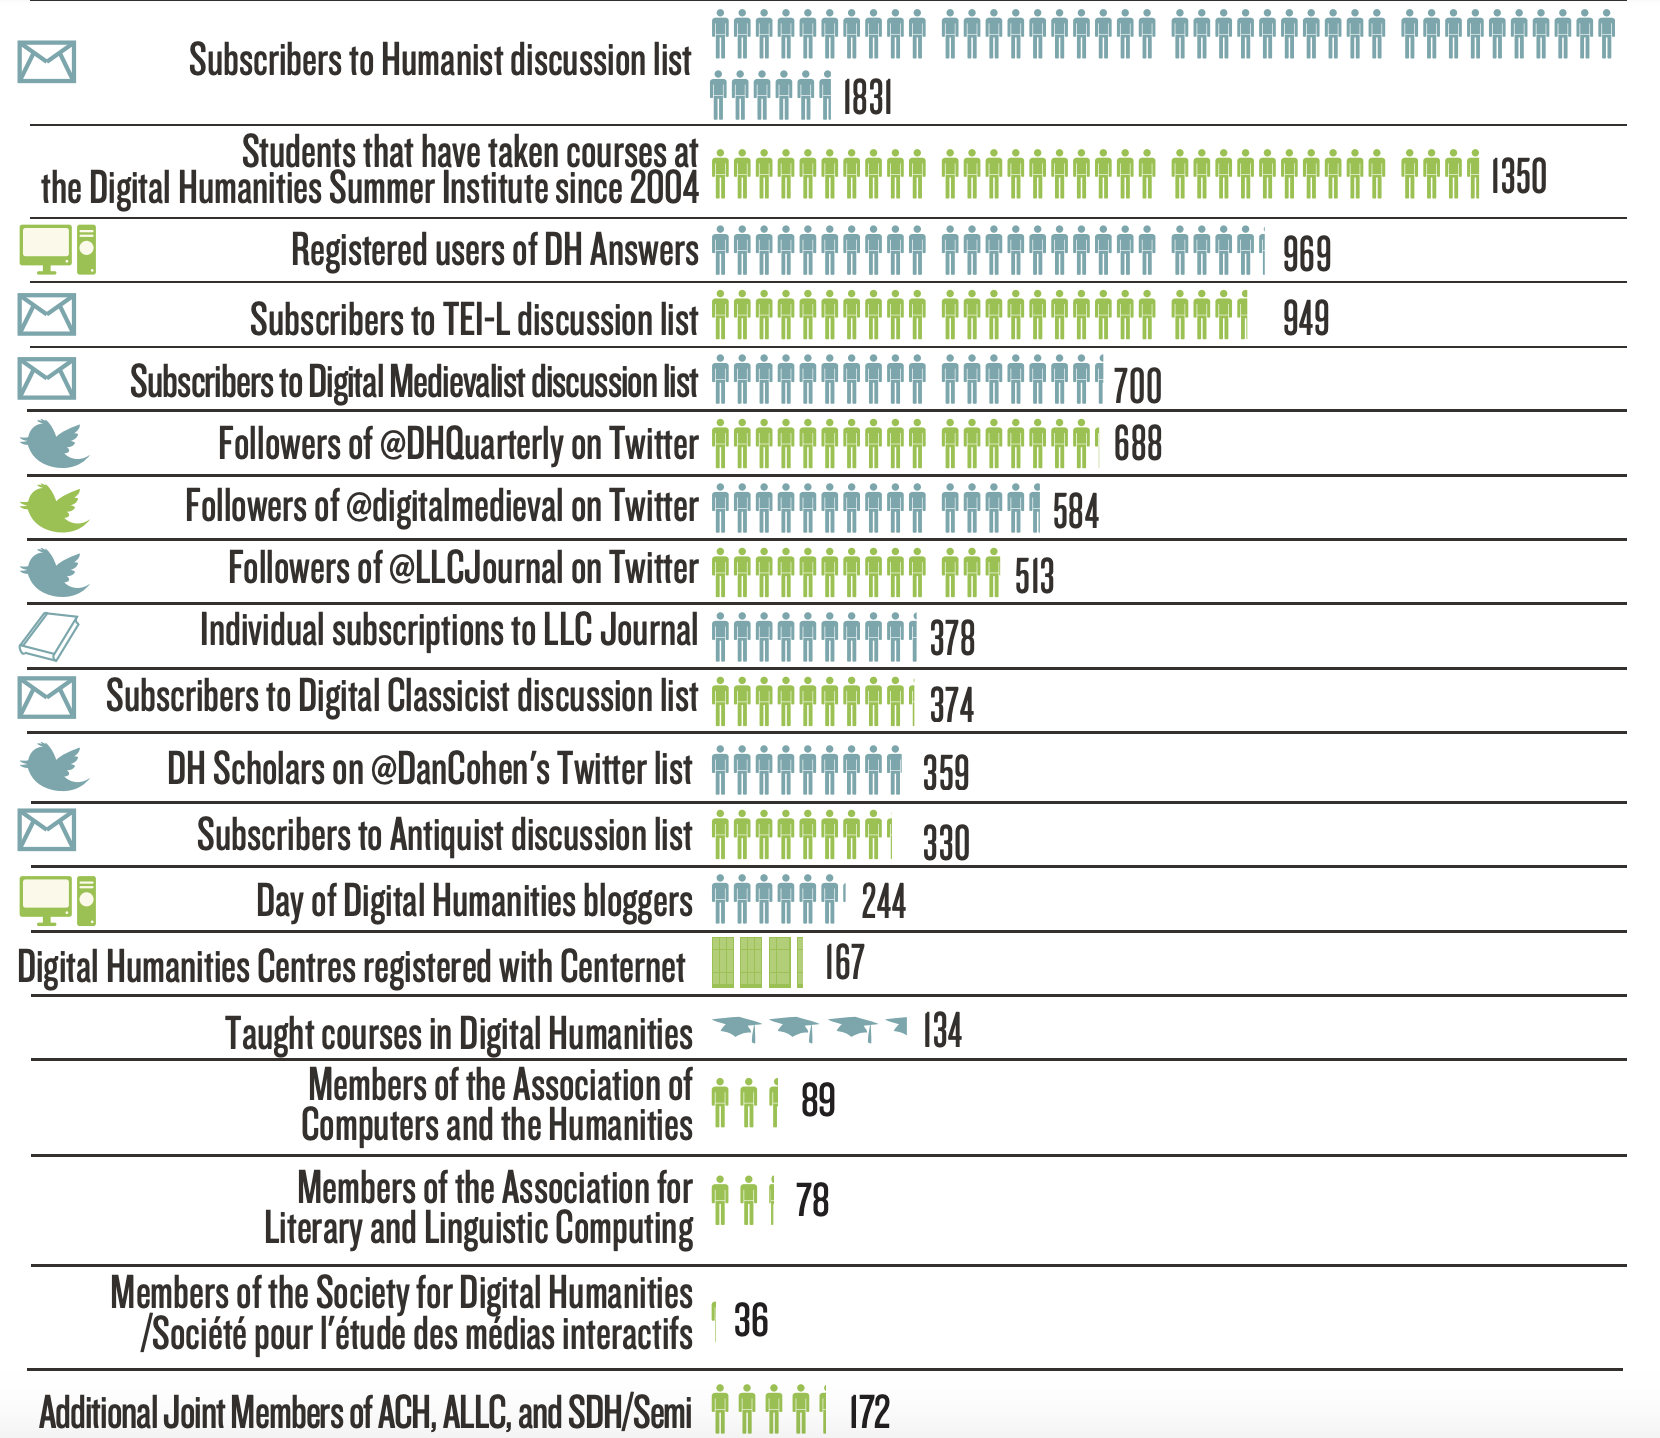 Subscribers to Humanist discussion list
1831
Students that have taken courses at
the Digital Humanities Summer Institute since 2004
1350
Registered users of DH Answers
969
Subscribers to TEI-L discussion list
949
Subscribers to Digital Medievalist discussion list
700
Followers of @DHQuarterly on Twitter
688
Followers of @digitalmedieval on Twitter
584
Followers of @LLCJournal on Twitter
513
Individual subscriptions to LLC Journal
378
Subscribers to Digital Classicist discussion list
374
DH Scholars on @DanCohen's Twitter list
359
Subscribers to Antiquist discussion list
330
Day of Digital Humanities bloggers
244
Digital Humanities Centres registered with Centernet
167
Taught courses in Digital Humanities
134
Members of the Association of
Computers and the Humanities
89
Members of the Association for
Literary and Linguistic Computing
78
Members of the Society for Digital Humanities
/Société pour l'étude des médias interactifs
36
Additional Joint Members of ACH, ALLC, and SDH/Semi
172